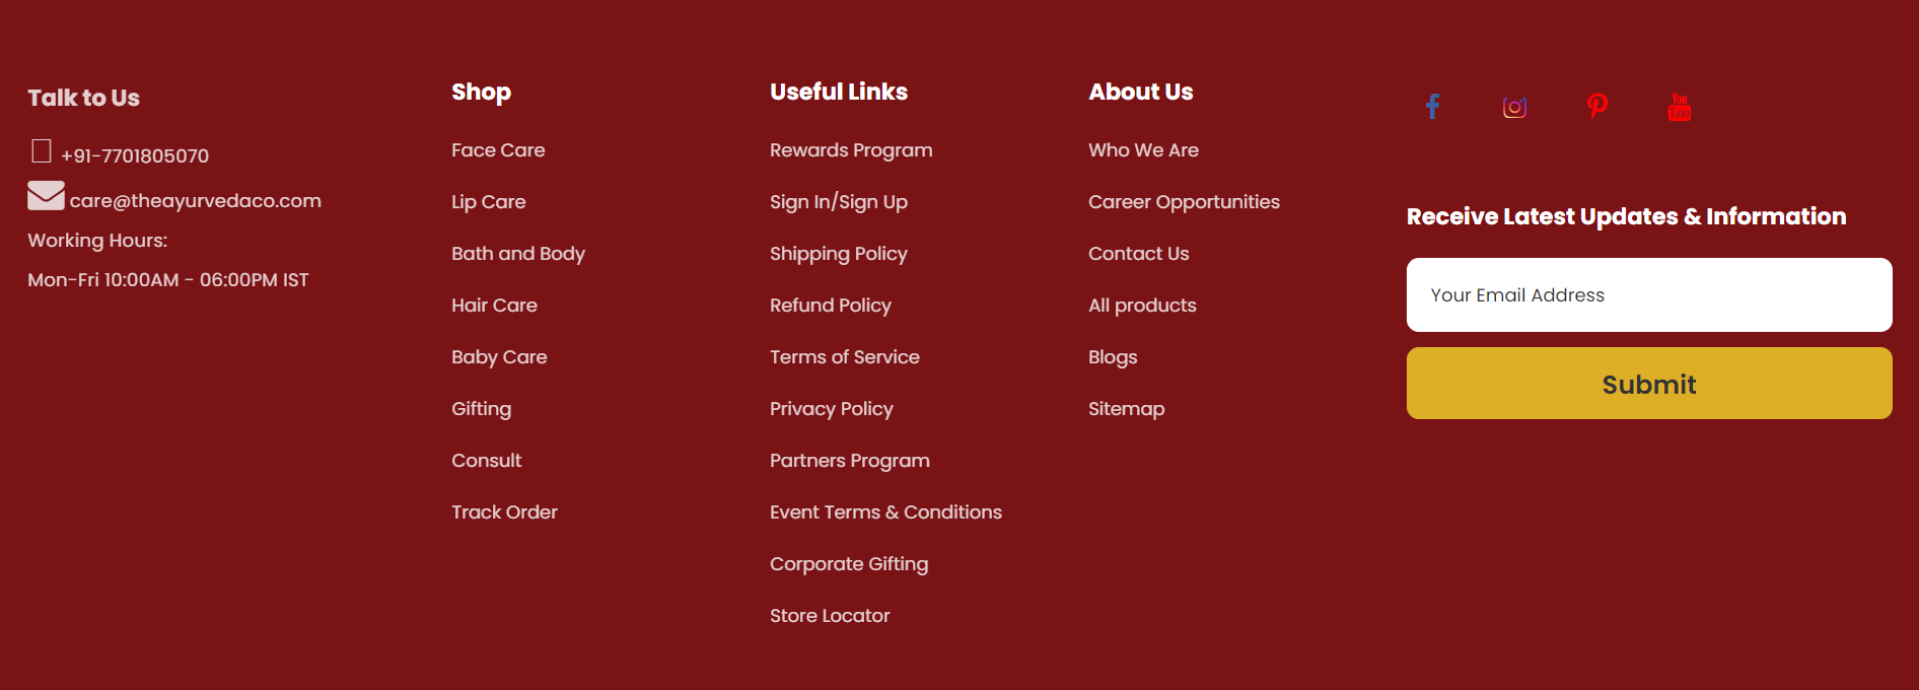 Talk to Us
+91-7701805070
care@theayurvedaco.com
Working Hours:
Mon-Fri 10:00AM - 06:00PM IST
Shop
Face Care
Lip Care
Bath and Body
Hair Care
Baby Care
Gifting
Consult
Track Order
Useful Links
Rewards Program
Sign In/Sign Up
Shipping Policy
Refund Policy
Terms of Service
Privacy Policy
Partners Program
Event Terms & Conditions
Corporate Gifting
Store Locator
About Us
Who We Are
Career Opportunities
Contact Us
All products
Blogs
Sitemap
You
Tube
Receive Latest Updates & Information
Your Email Address
Submit